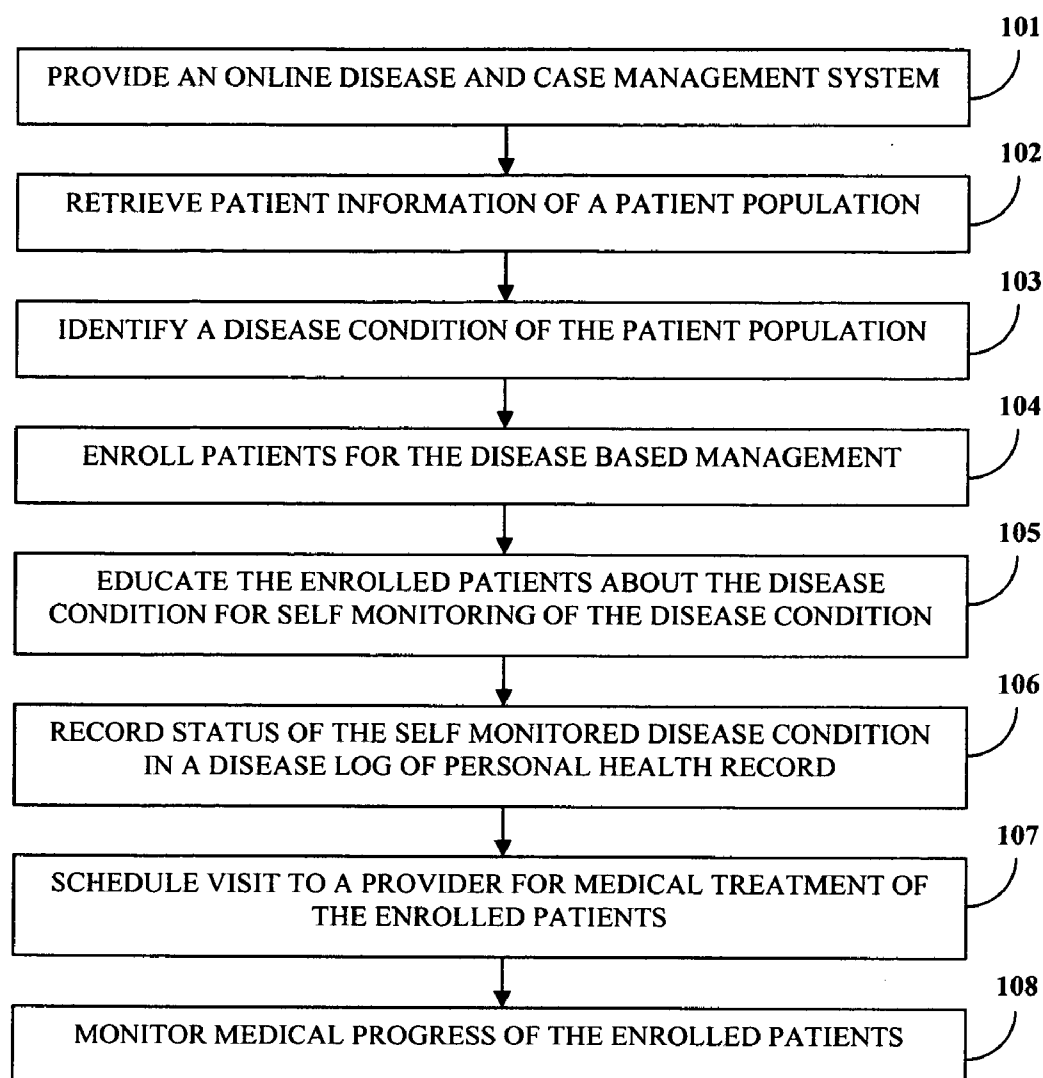 101
PROVIDE AN ONLINE DISEASE AND CASE MANAGEMENT SYSTEM
102
RETRIEVE PATIENT INFORMATION OF A PATIENT POPULATION
103
IDENTIFY A DISEASE CONDITION OF THE PATIENT POPULATION
104
ENROLL PATIENTS FOR THE DISEASE BASED MANAGEMENT
105
EDUCATE THE ENROLLED PATIENTS ABOUT THE DISEASE
CONDITION FOR SELF MONITORING OF THE DISEASE CONDITION
106
RECORD STATUS OF THE SELF MONITORED DISEASE CONDITION
IN A DISEASE LOG OF PERSONAL HEALTH RECORD
107
SCHEDULE VISIT TO A PROVIDER FOR MEDICAL TREATMENT OF
THE ENROLLED PATIENTS
108
MONITOR MEDICAL PROGRESS OF THE ENROLLED PATIENTS